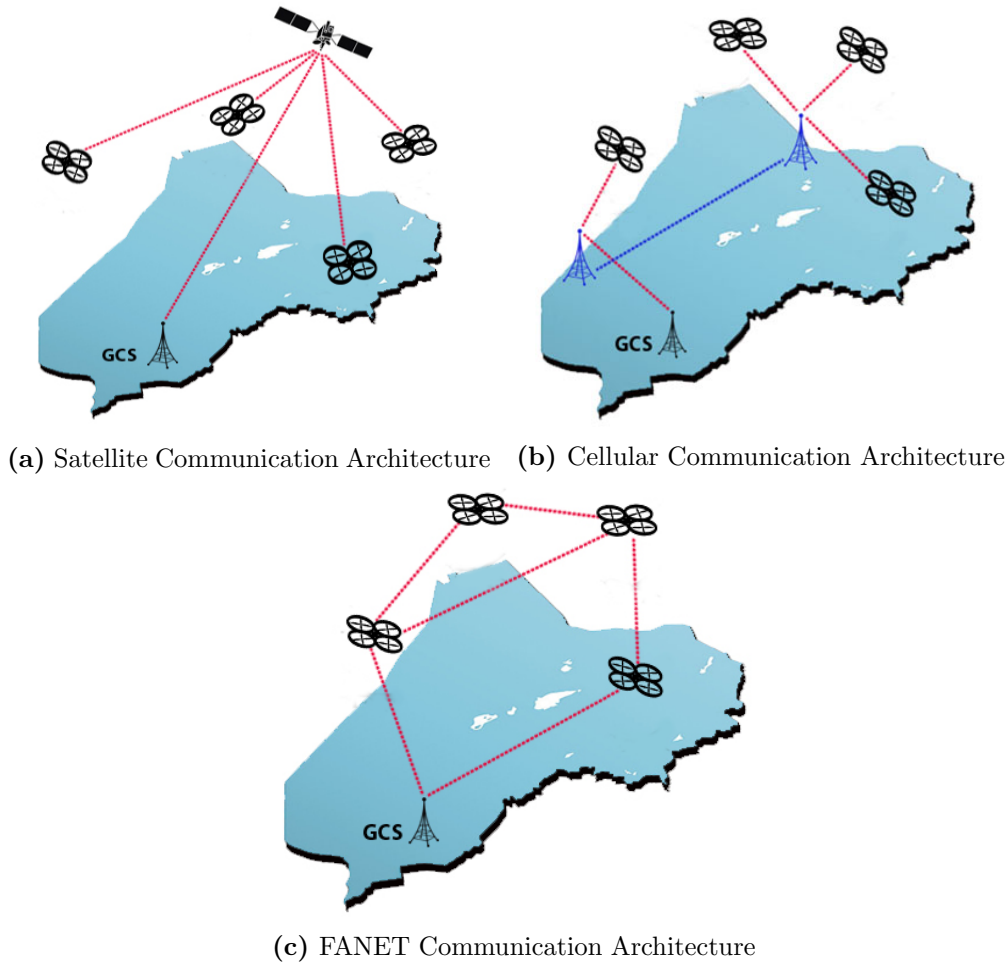 GCS
GCS
(a) Satellite Communication Architecture
(b) Cellular Communication Architecture
GCS
(c) FANET Communication Architecture